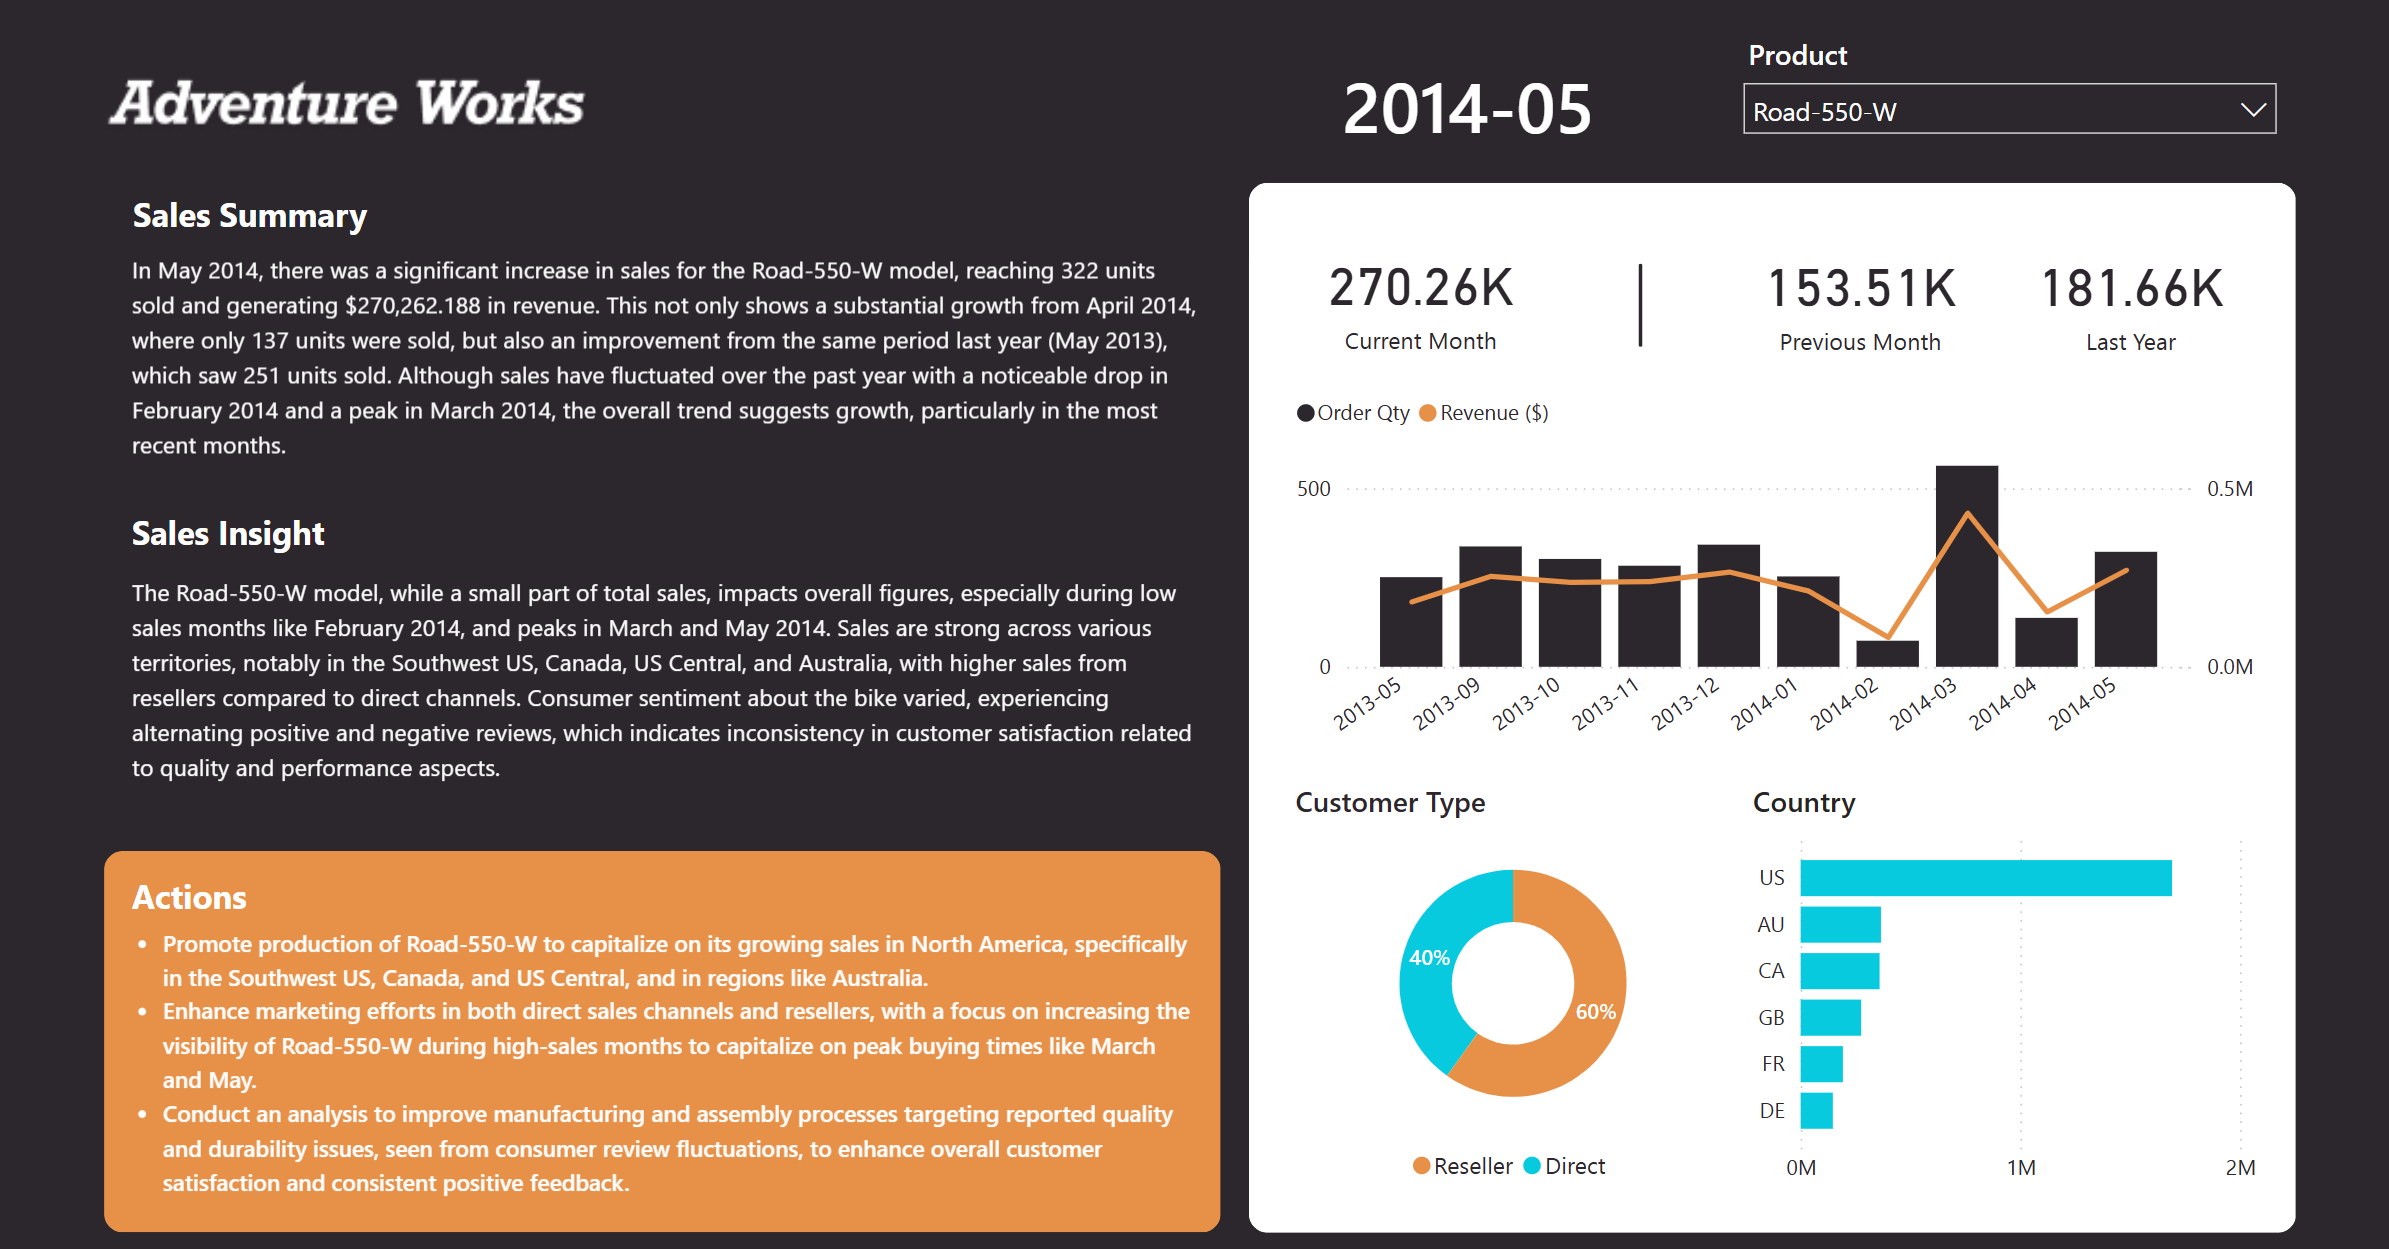 Adventure Works
2014-05
Product
Road-550-W
Sales Summary
In May 2014, there was a significant increase in sales for the Road-550-W model, reaching 322 units
sold and generating $270,262.188 in revenue. This not only shows a substantial growth from April 2014,
where only 137 units were sold, but also an improvement from the same period last year (May 2013),
which saw 251 units sold. Although sales have fluctuated over the past year with a noticeable drop in
February 2014 and a peak in March 2014, the overall trend suggests growth, particularly in the most
recent months.
Sales Insight
The Road-550-W model, while a small part of total sales, impacts overall figures, especially during low
sales months like February 2014, and peaks in March and May 2014. Sales are strong across various
territories, notably in the Southwest US, Canada, US Central, and Australia, with higher sales from
resellers compared to direct channels. Consumer sentiment about the bike varied, experiencing
alternating positive and negative reviews, which indicates inconsistency in customer satisfaction related
to quality and performance aspects.
Actions
• Promote production of Road-550-W to capitalize on its growing sales in North America, specifically
in the Southwest US, Canada, and US Central, and in regions like Australia.
• Enhance marketing efforts in both direct sales channels and resellers, with a focus on increasing the
visibility of Road-550-W during high-sales months to capitalize on peak buying times like March
and May.
• Conduct an analysis to improve manufacturing and assembly processes targeting reported quality
and durability issues, seen from consumer review fluctuations, to enhance overall customer
satisfaction and consistent positive feedback.
270.26K
Current Month
153.51K
Previous Month
181.66K
Last Year
Order Qty Revenue ($)
500 0.5M
0 0.0M
2013-05 2013-09 2013-10 2013-11 2013-12 2014-01 2014-02 2014-03 2014-04 2014-05
Customer Type
40%
60%
Reseller Direct
Country
US
AU
CA
GB
FR
DE
0M 1M 2M